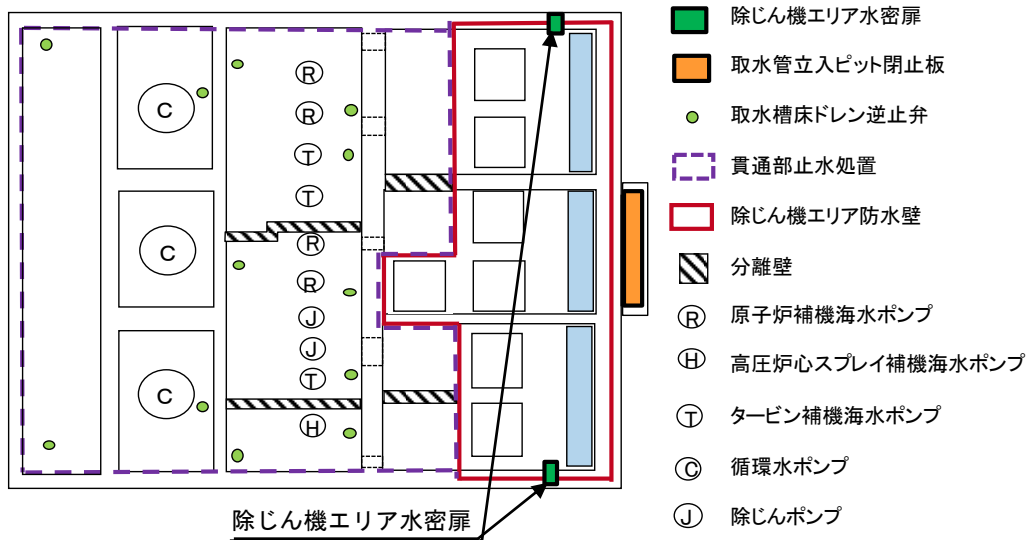 除じん機エリア水密扉
取水管立入ピット閉止板
取水槽床ドレン逆止弁
貫通部止水処置
除じん機エリア防水壁
分離壁
R 原子炉補機海水ポンプ
H 高圧炉心スプレイ補機海水ポンプ
T タービン補機海水ポンプ
C 循環水ポンプ
J 除じんポンプ
C
C
C
R
R
T
T
R
R
J
J
T
H
除じん機エリア水密扉